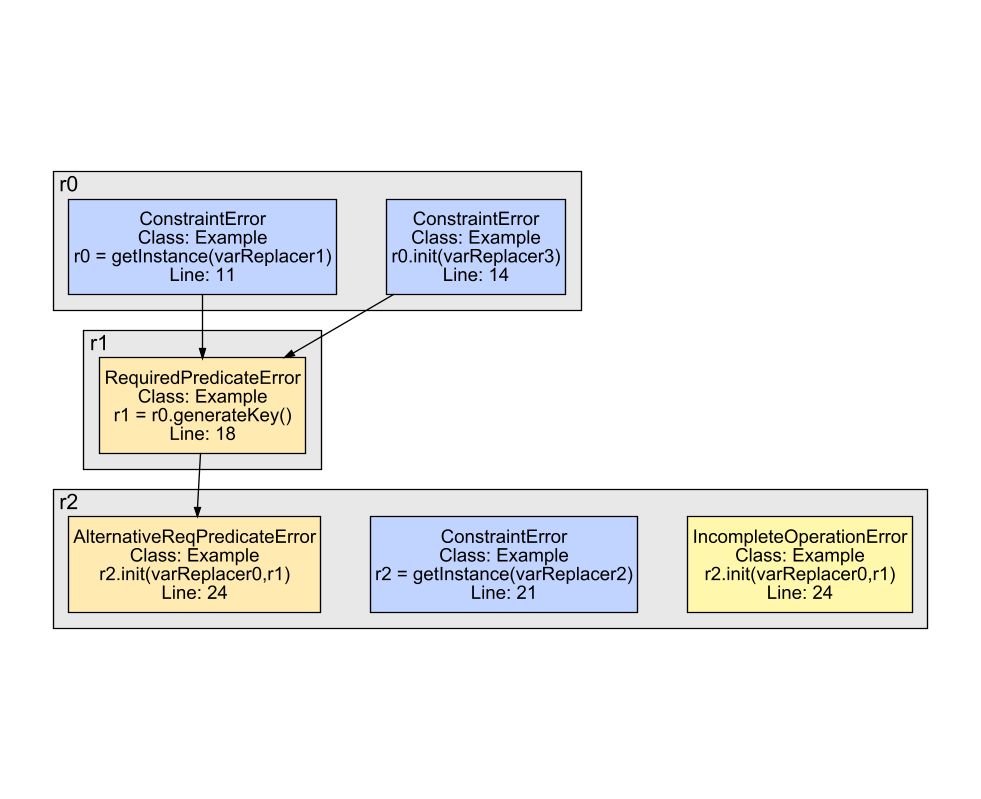 r0
ConstraintError
Class: Example
r0 = getInstance(varReplacer1)
Line: 11
ConstraintError
Class: Example
r0.init(varReplacer3)
Line: 14
r1
RequiredPredicateError
Class: Example
r1 = r0.generateKey()
Line: 18
r2
AlternativeReqPredicateError
Class: Example
r2.init(varReplacer0,r1)
Line: 24
ConstraintError
Class: Example
r2 = getInstance(varReplacer2)
Line: 21
IncompleteOperationError
Class: Example
r2.init(varReplacer0,r1)
Line: 24